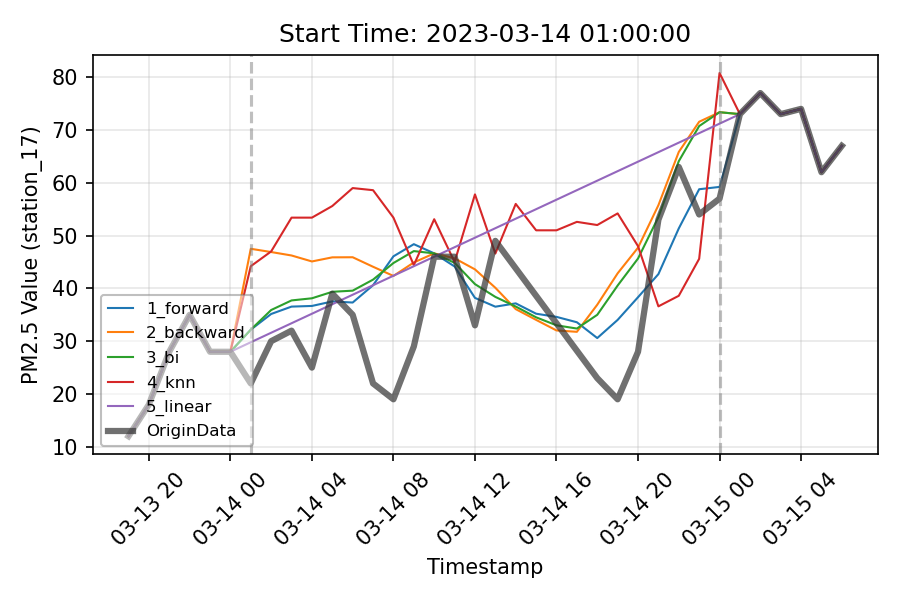 Start Time: 2023-03-14 01:00:00
PM2.5 Value (station_17)
80
70
60
50
40
30
20
10
1_forward
2_backward
3_bi
4_knn
5_linear
OriginData
03-13 20
03-14 00
03-14 04
03-14 08
03-14 12
03-14 16
03-14 20
03-15 00
03-15 04
Timestamp